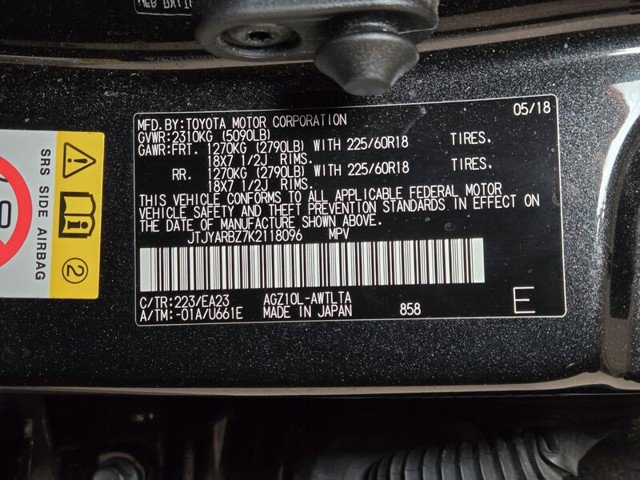 MFD.BY:TOYOTA MOTOR CORPORATION 05/18
GVWR:2310KG (5090LB)
GAWR:FRT. 1270KG (2790LB) WITH 225/60R18 TIRES.
18X7 1/2J RIMS.
RR. 1270KG (2790LB) WITH 225/60R18 TIRES.
18X7 1/2J RIMS.
THIS VEHICLE CONFORMS TO ALL APPLICABLE FEDERAL MOTOR
VEHICLE SAFETY AND THEFT PREVENTION STANDARDS IN EFFECT ON
THE DATE OF MANUFACTURE SHOWN ABOVE.
JTJYARBZ7K2118096 MPV
C/TR:223/EA23 AGZ10L-AWTLTA
A/TM:-01A/U661E MADE IN JAPAN 858 E
SRS SIDE AIRBAG
2